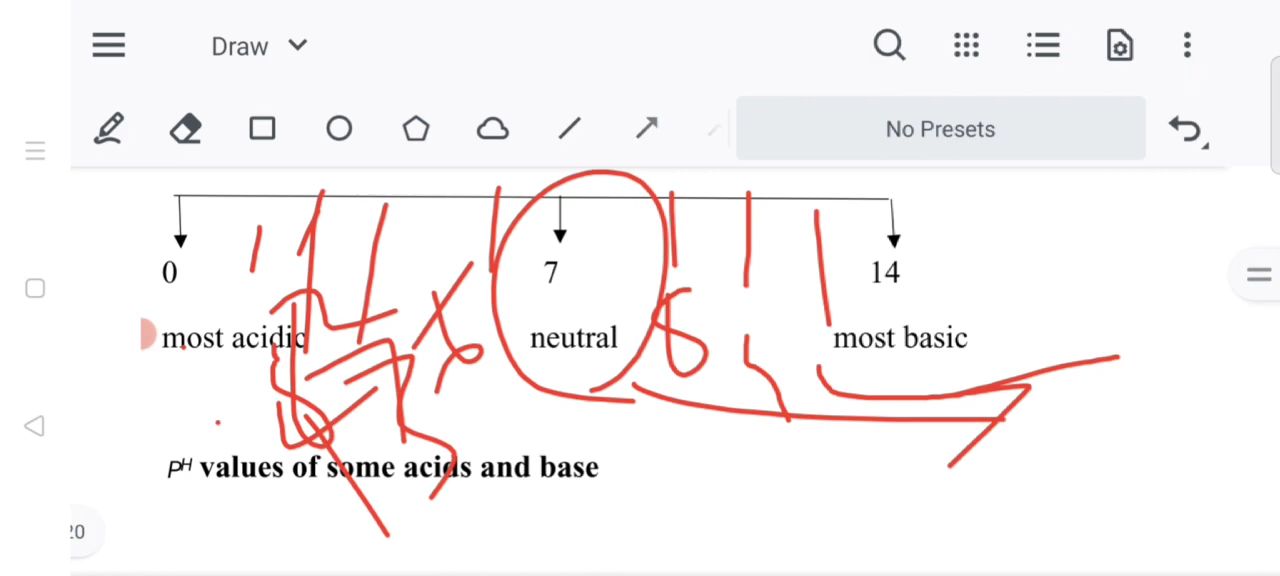 Draw
No Presets
0 7 14
most acidic neutral most basic
8
pH values of some acids and base
20